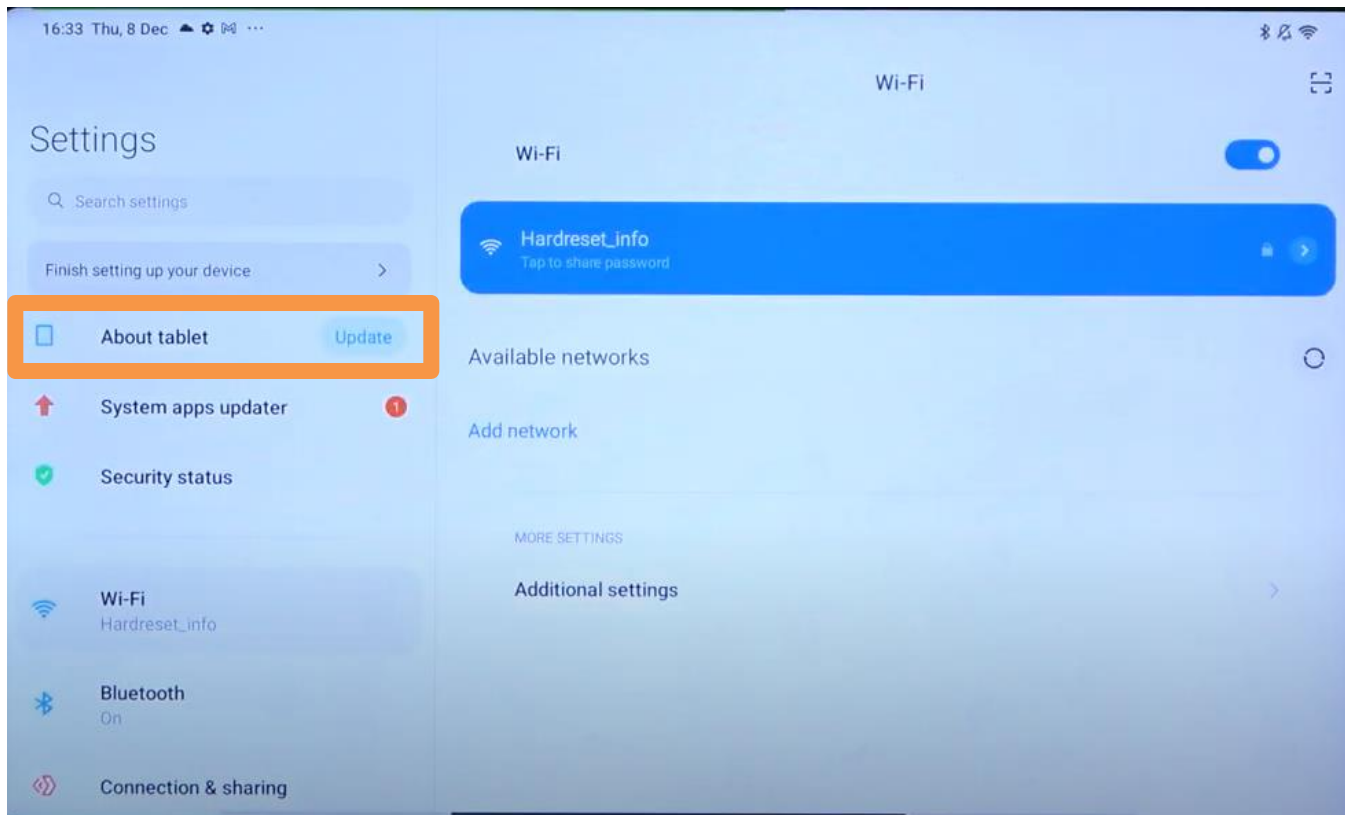 16:33 Thu, 8 Dec
Wi-Fi
Settings
Search settings
Finish setting up your device
About tablet
Update
System apps updater
1
Security status
Wi-Fi
Hardreset_info
Bluetooth
On
Connection & sharing
Wi-Fi
Hardreset_info
Tap to share password
Available networks
Add network
MORE SETTINGS
Additional settings